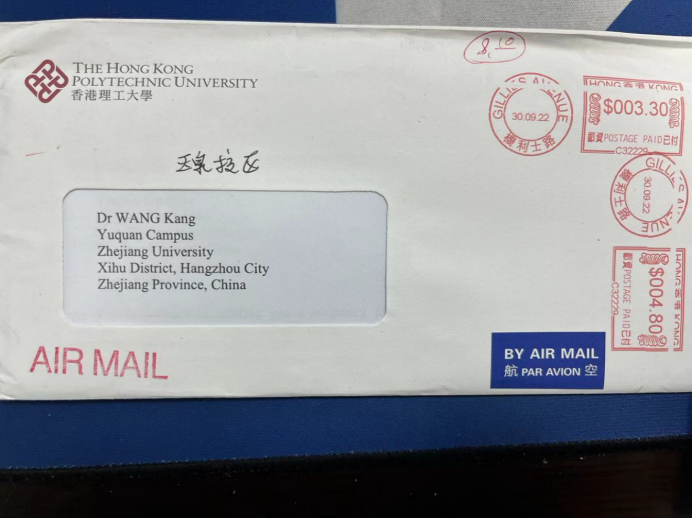 THE HONG KONG
POLYTECHNIC UNIVERSITY
香港理工大學
8.10
GILLIES AVENUE
30.09.22
機利士路
HONG 香港 KONG
$003.30
郵資 POSTAGE PAID 已付
C32229
玉泉校区
Dr WANG Kang
Yuquan Campus
Zhejiang University
Xihu District, Hangzhou City
Zhejiang Province, China
GILLIES AVENUE
30.09.22
機利士路
HONG 香港 KONG
$004.80
郵資 POSTAGE PAID 已付
C32229
AIR MAIL
BY AIR MAIL
航 PAR AVION 空